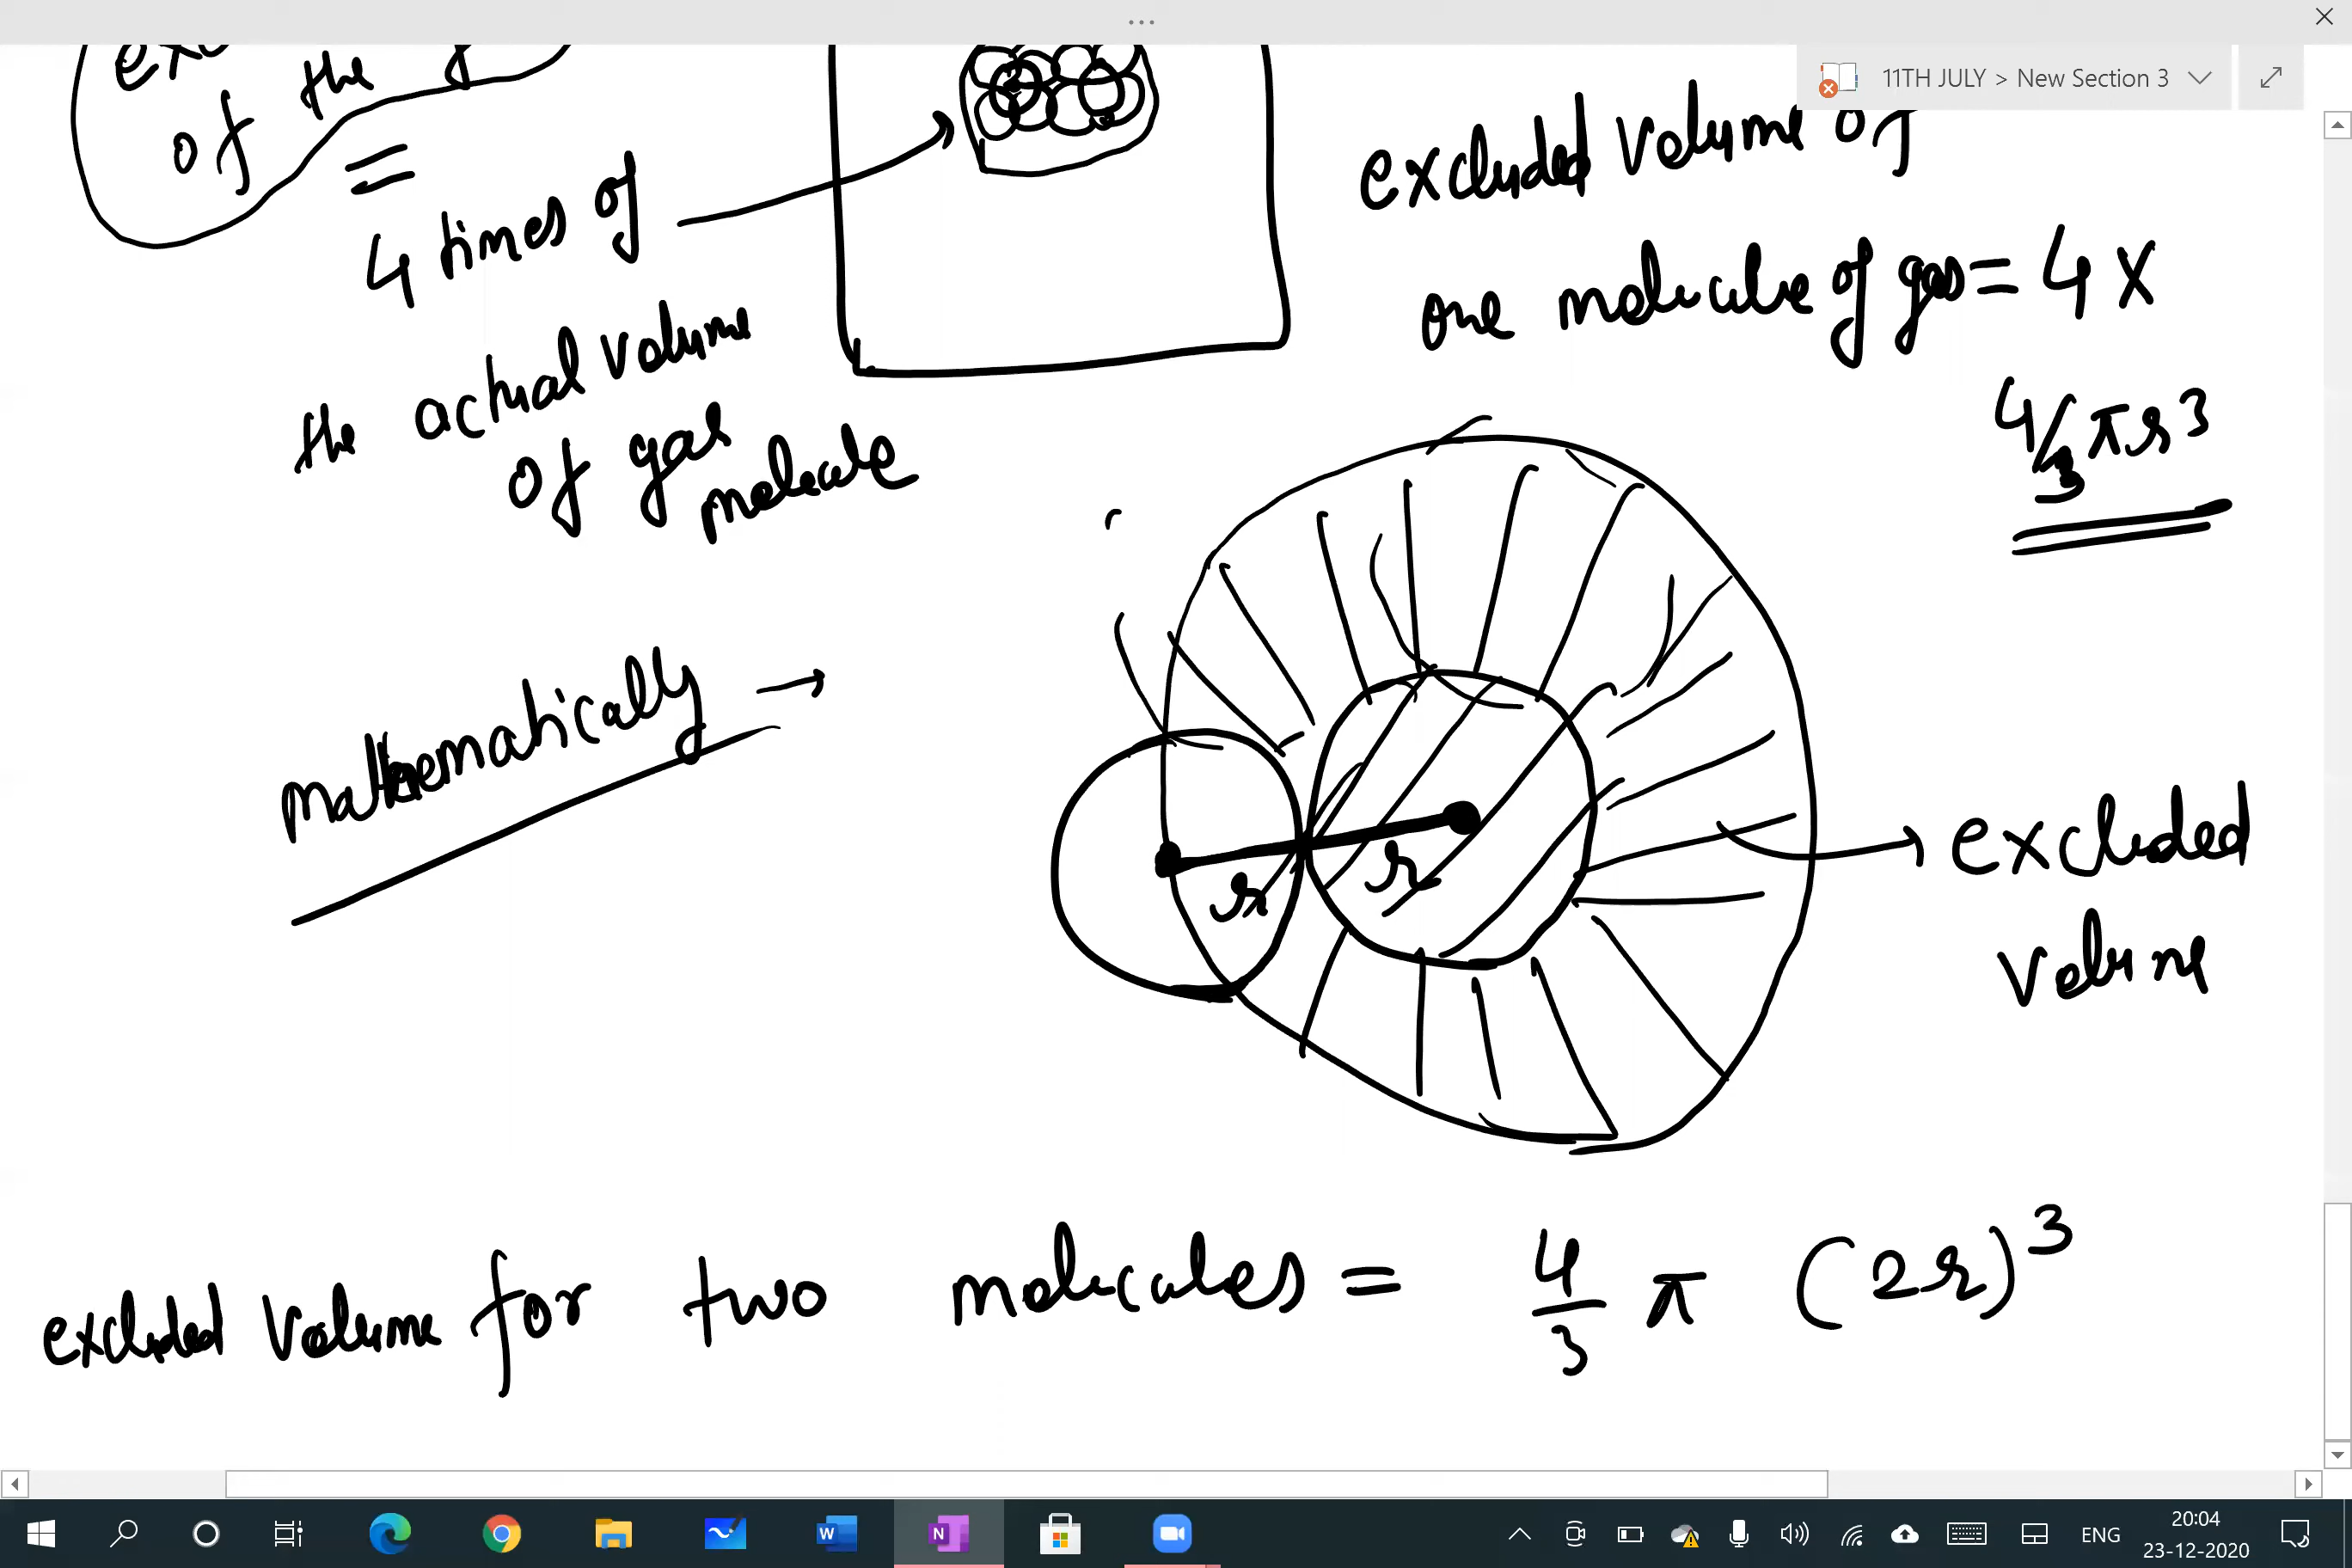 11TH JULY > New Section 3
of the
4 times of
the actual volume
of gas
molecule
excluded volume of
one molecule of gas = 4 x
4/3 πr³
mathematically →
r r
excluded
volume
excluded volume for two molecules = 4/3 π (2r)³
ENG
20:04
23-12-2020